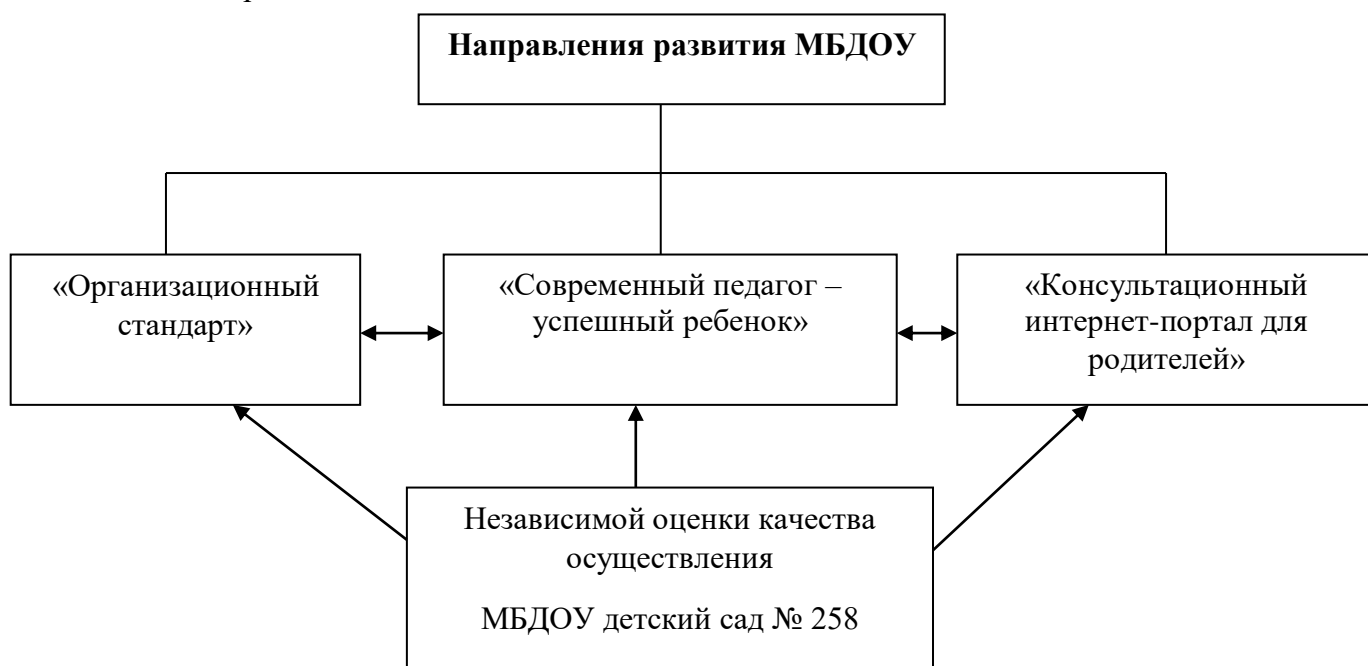 Направления развития МБДОУ
«Организационный
стандарт»
«Современный педагог –
успешный ребенок»
«Консультационный
интернет-портал для
родителей»
Независимой оценки качества
осуществления
МБДОУ детский сад № 258